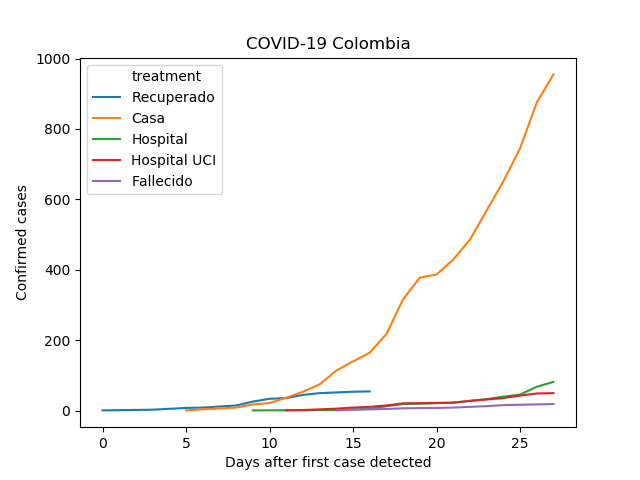 COVID-19 Colombia
treatment
Recuperado
Casa
Hospital
Hospital UCI
Fallecido
Confirmed cases
1000
800
600
400
200
0
0 5 10 15 20 25
Days after first case detected